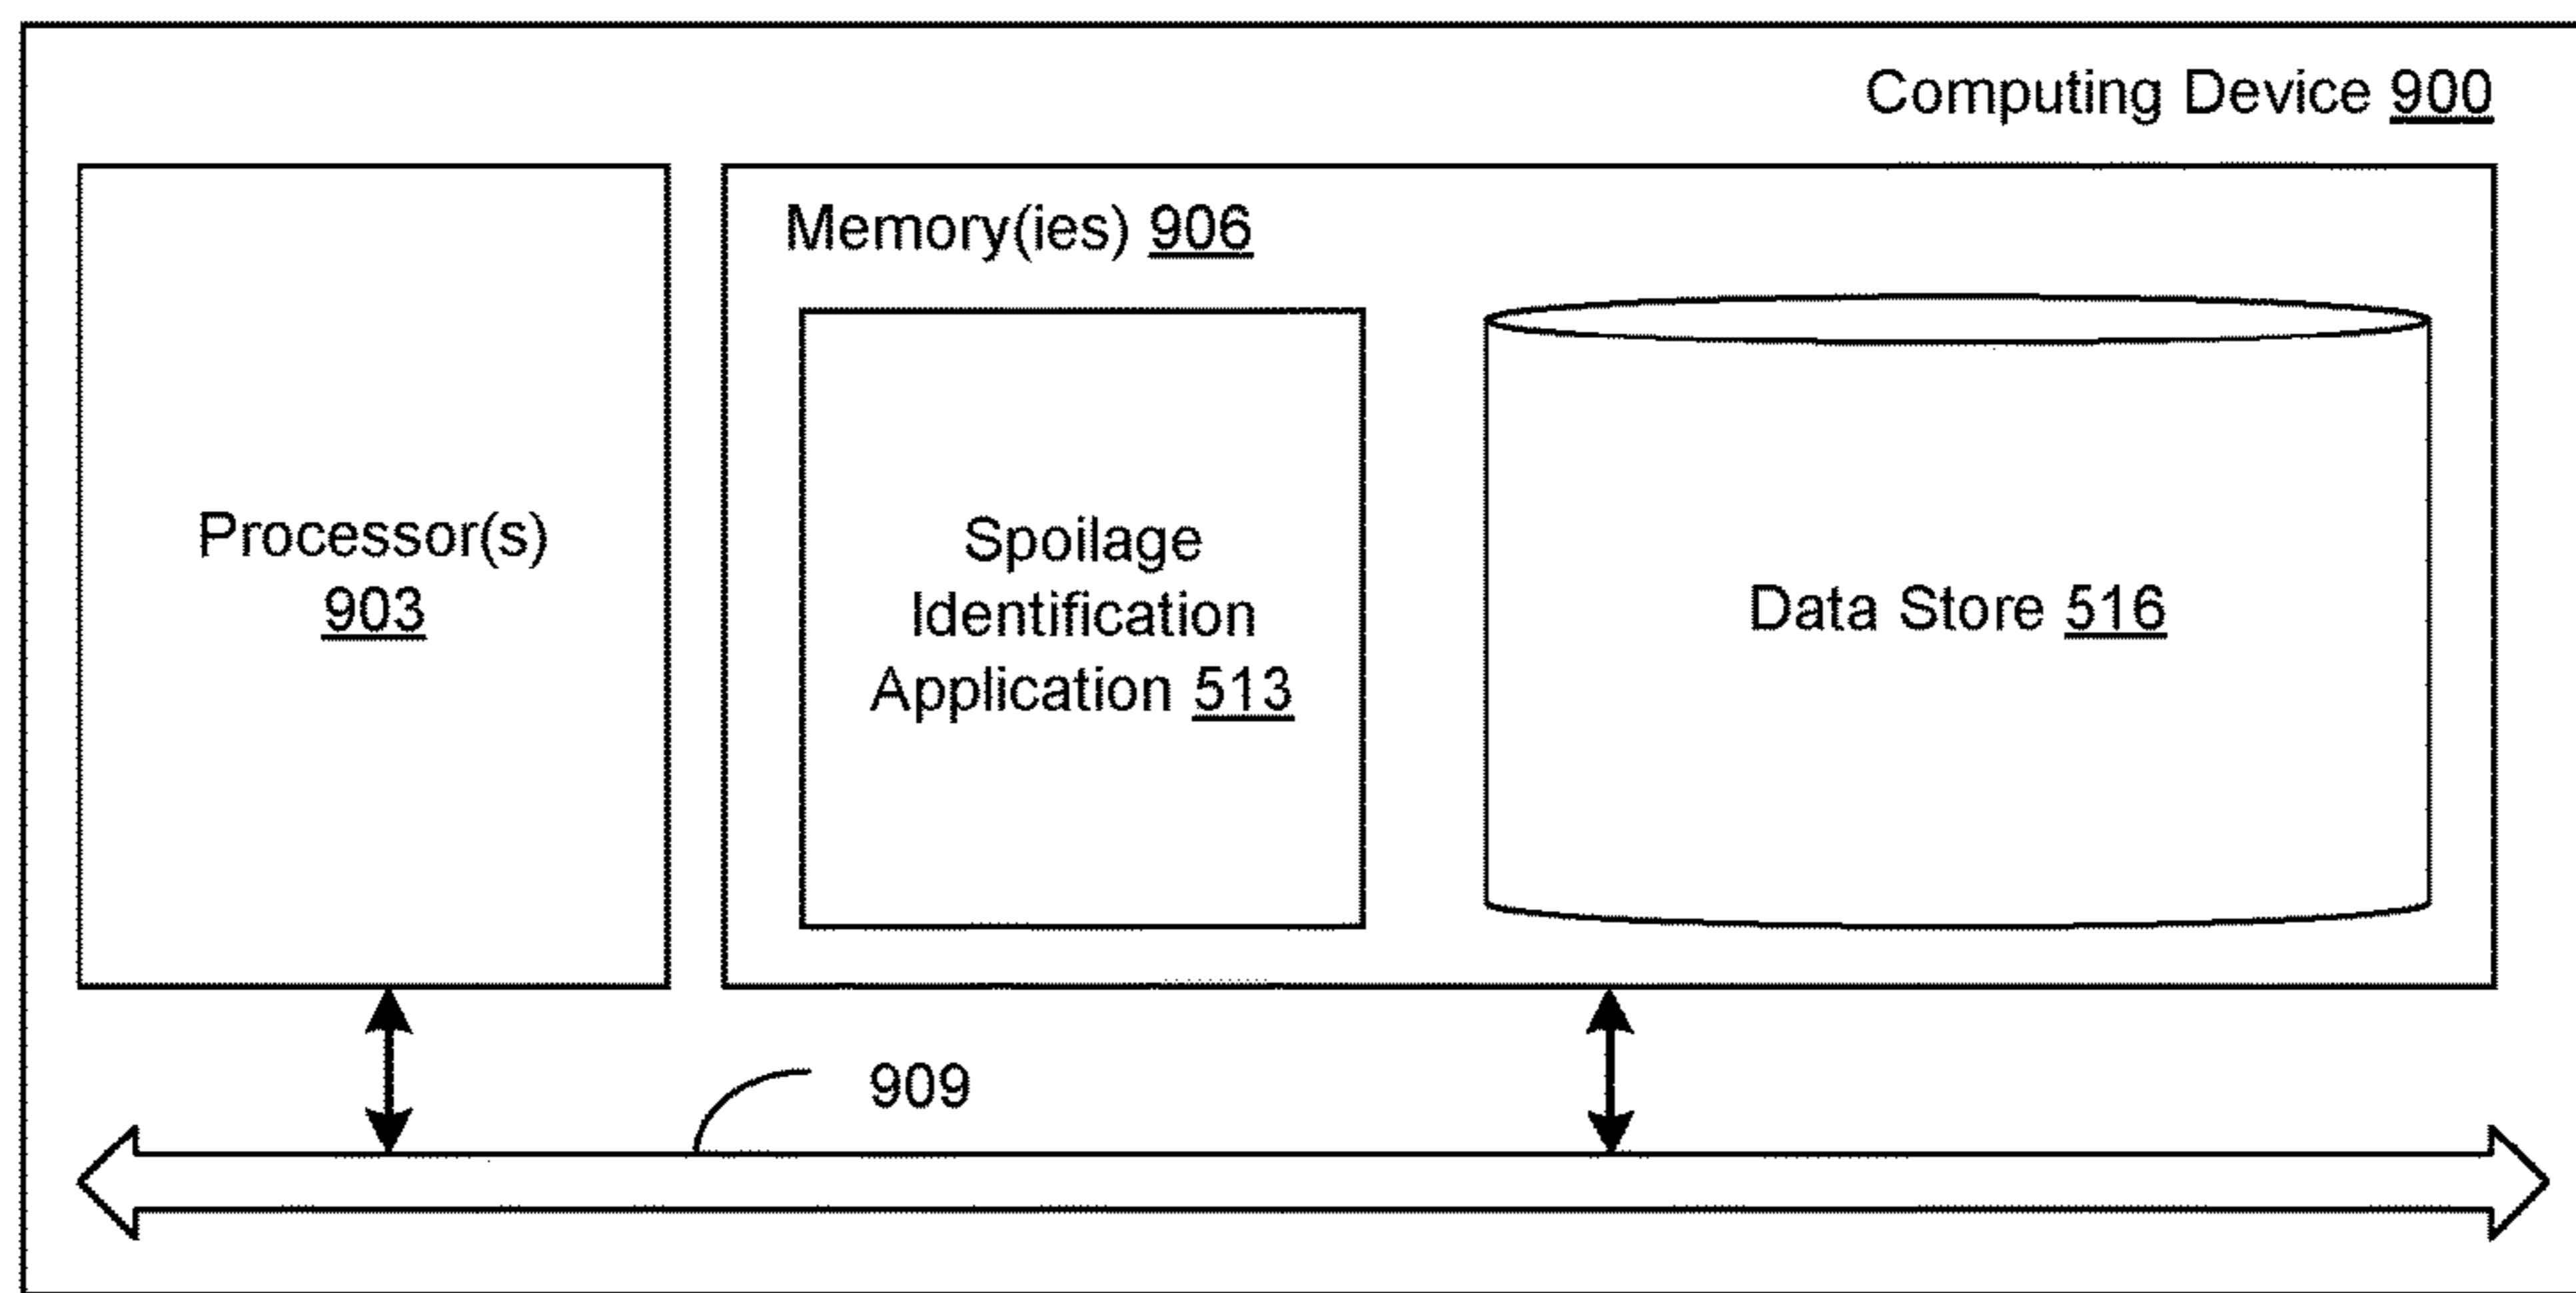 Computing Device 900
Memory(ies) 906
Processor(s)
903
Spoilage
Identification
Application 513
Data Store 516
909